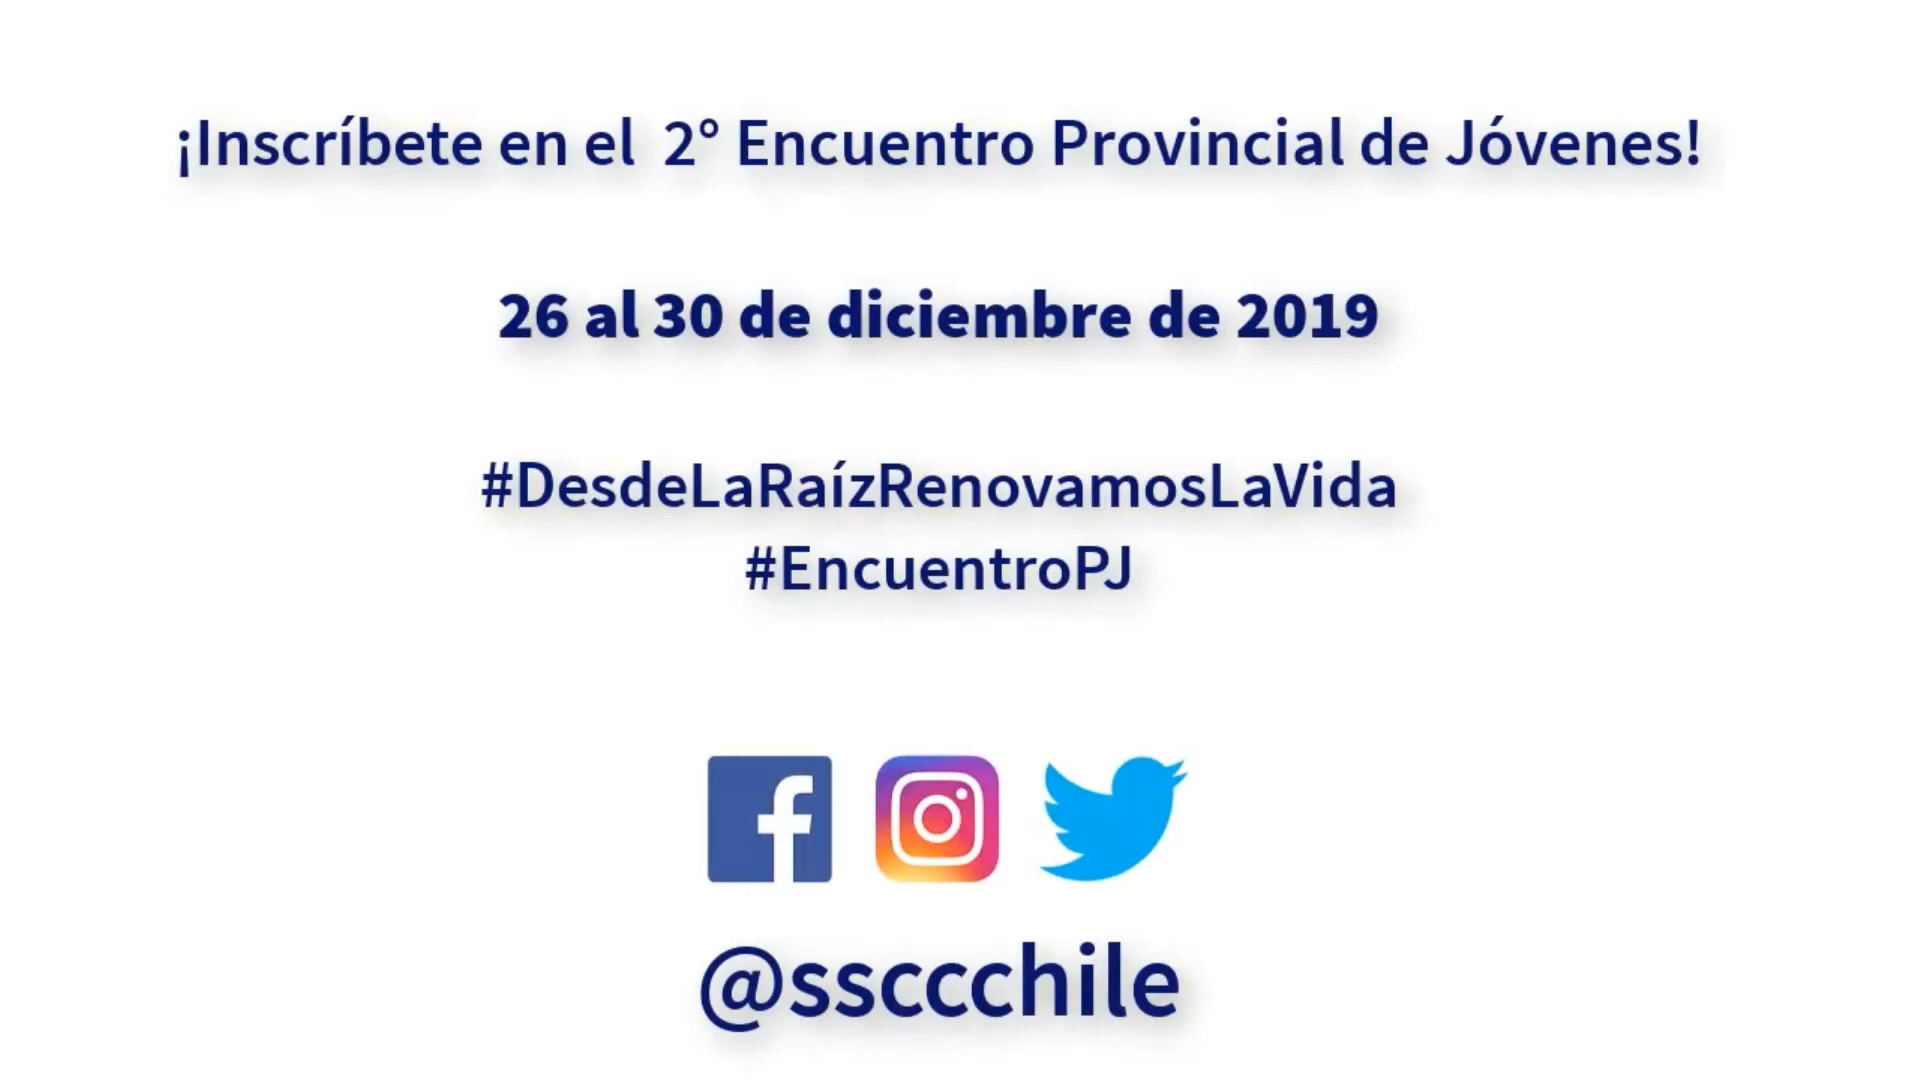 ¡Inscríbete en el 2° Encuentro Provincial de Jóvenes!
26 al 30 de diciembre de 2019
#DesdeLaRaízRenovamosLaVida
#EncuentroPJ
@ssccchile